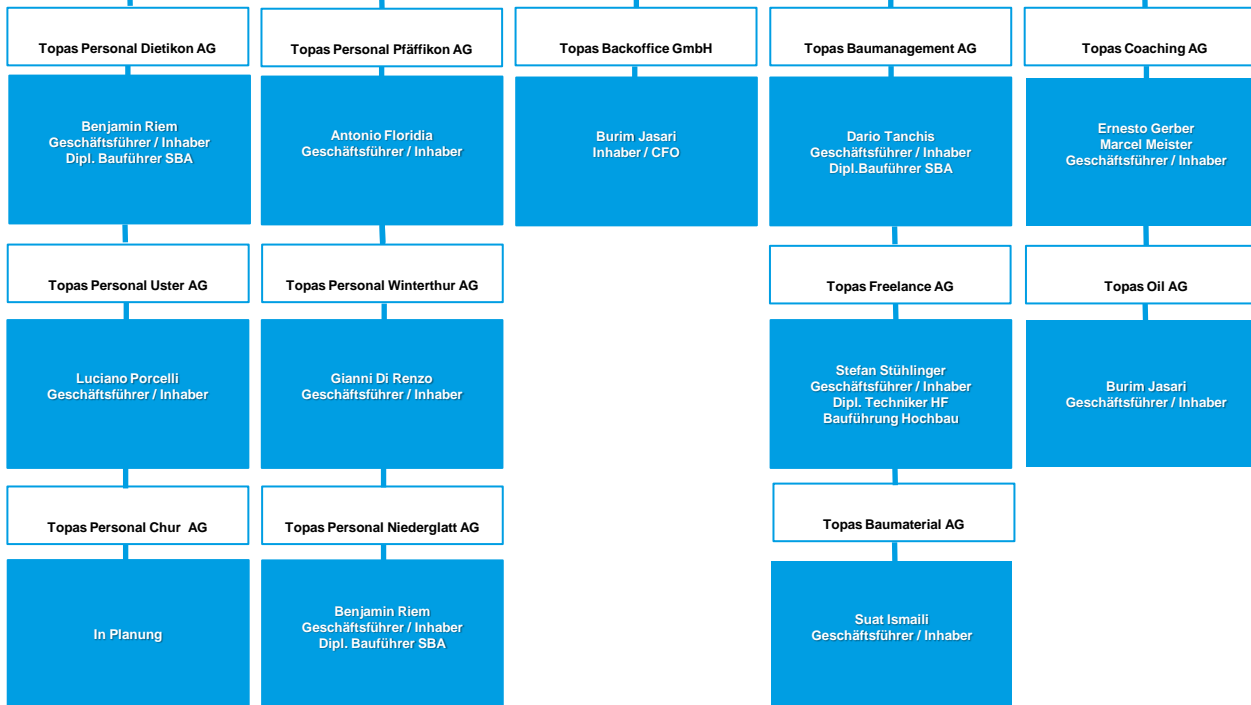 Topas Personal Dietikon AG
Topas Personal Pfäffikon AG
Topas Backoffice GmbH
Topas Baumanagement AG
Topas Coaching AG
Benjamin Riem
Geschäftsführer / Inhaber
Dipl. Bauführer SBA
Antonio Floridia
Geschäftsführer / Inhaber
Burim Jasari
Inhaber / CFO
Dario Tanchis
Geschäftsführer / Inhaber
Dipl.Bauführer SBA
Ernesto Gerber
Marcel Meister
Geschäftsführer / Inhaber
Topas Personal Uster AG
Topas Personal Winterthur AG
Topas Freelance AG
Topas Oil AG
Luciano Porcelli
Geschäftsführer / Inhaber
Gianni Di Renzo
Geschäftsführer / Inhaber
Stefan Stühlinger
Geschäftsführer / Inhaber
Dipl. Techniker HF
Bauführung Hochbau
Burim Jasari
Geschäftsführer / Inhaber
Topas Personal Chur AG
Topas Personal Niederglatt AG
Topas Baumaterial AG
In Planung
Benjamin Riem
Geschäftsführer / Inhaber
Dipl. Bauführer SBA
Suat Ismaili
Geschäftsführer / Inhaber